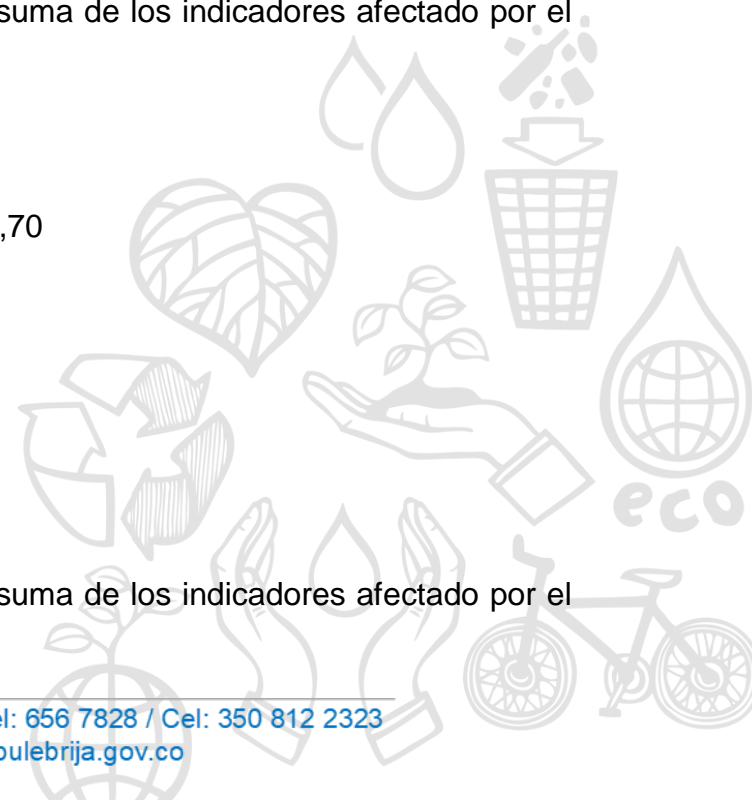 suma de los indicadores afectado por el
,70
eco
suma de los indicadores afectado por el
el: 656 7828 / Cel: 350 812 2323
pulebrija.gov.co